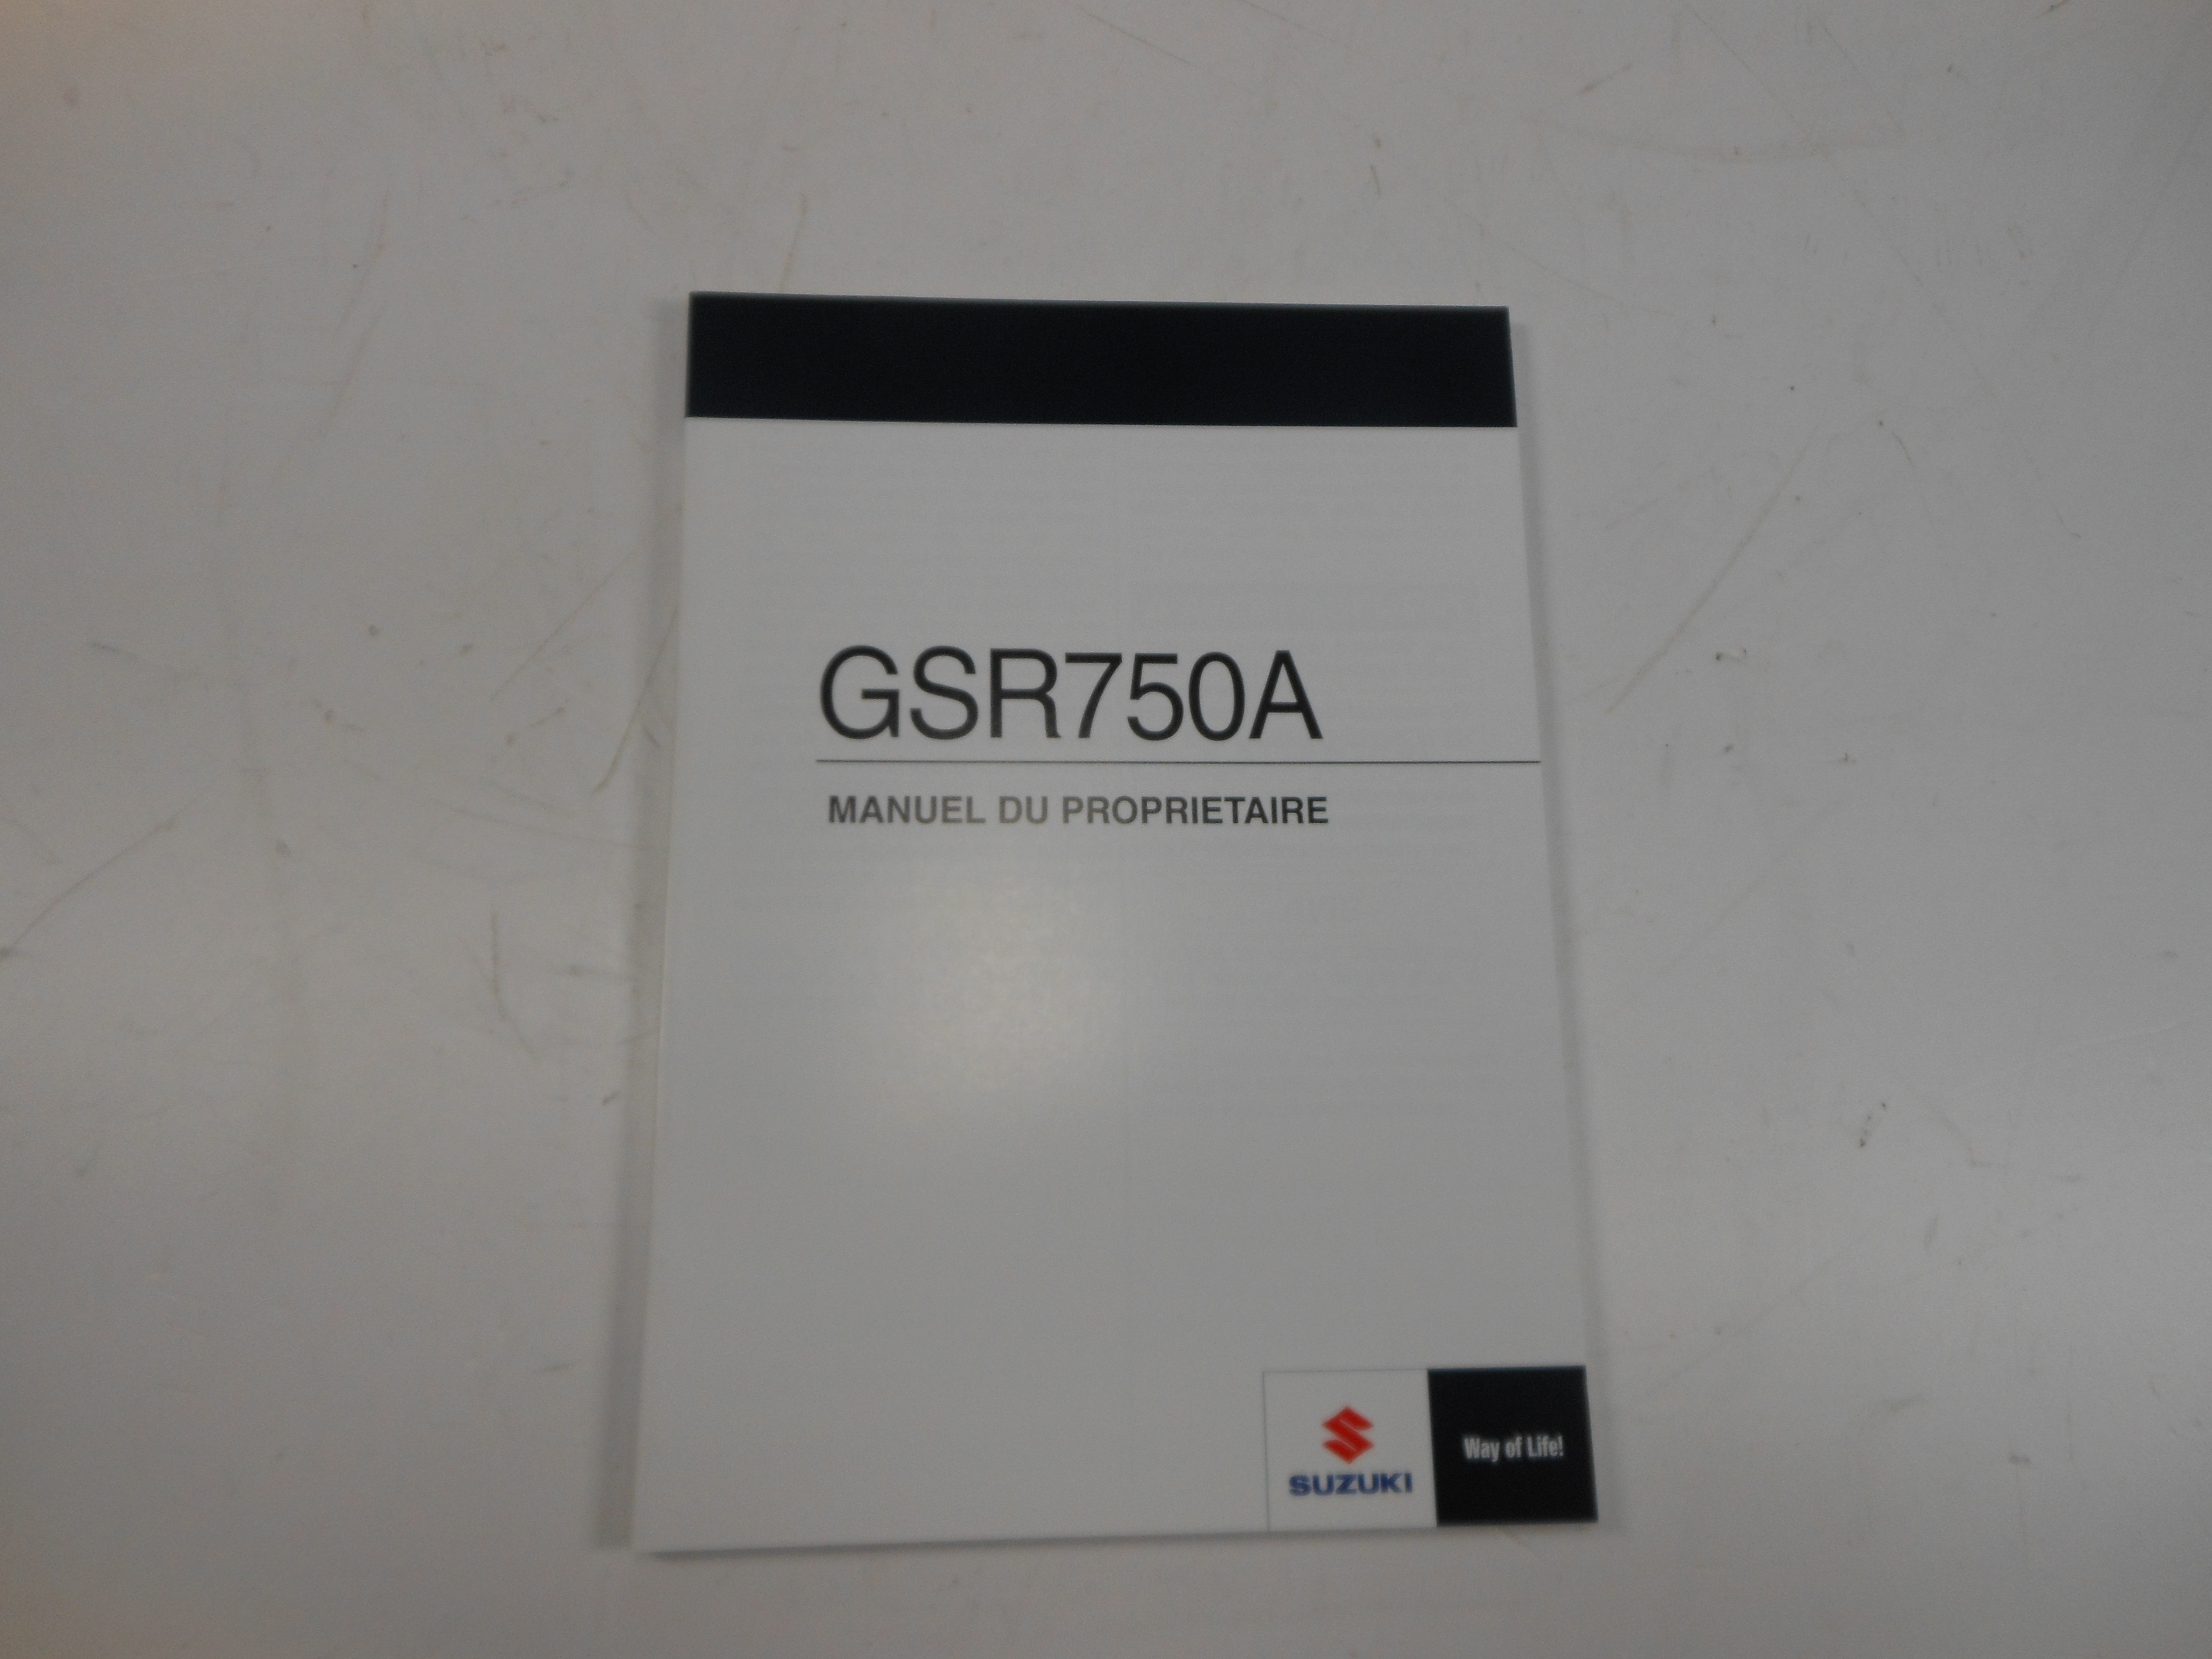 GSR750A
MANUEL DU PROPRIETAIRE
SUZUKI
Way of Life!